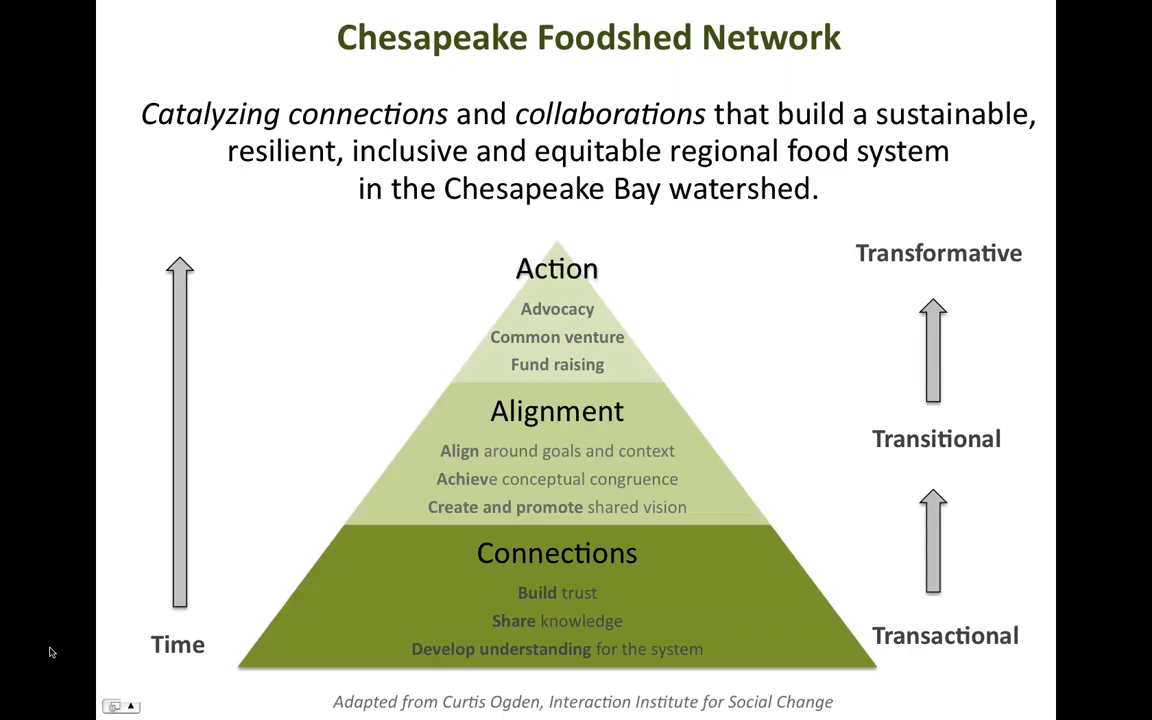 Chesapeake Foodshed Network
Catalyzing connections and collaborations that build a sustainable,
resilient, inclusive and equitable regional food system
in the Chesapeake Bay watershed.
Action
Advocacy
Common venture
Fund raising
Alignment
Align around goals and context
Achieve conceptual congruence
Create and promote shared vision
Connections
Build trust
Share knowledge
Develop understanding for the system
Time
Transformative
Transitional
Transactional
Adapted from Curtis Ogden, Interaction Institute for Social Change